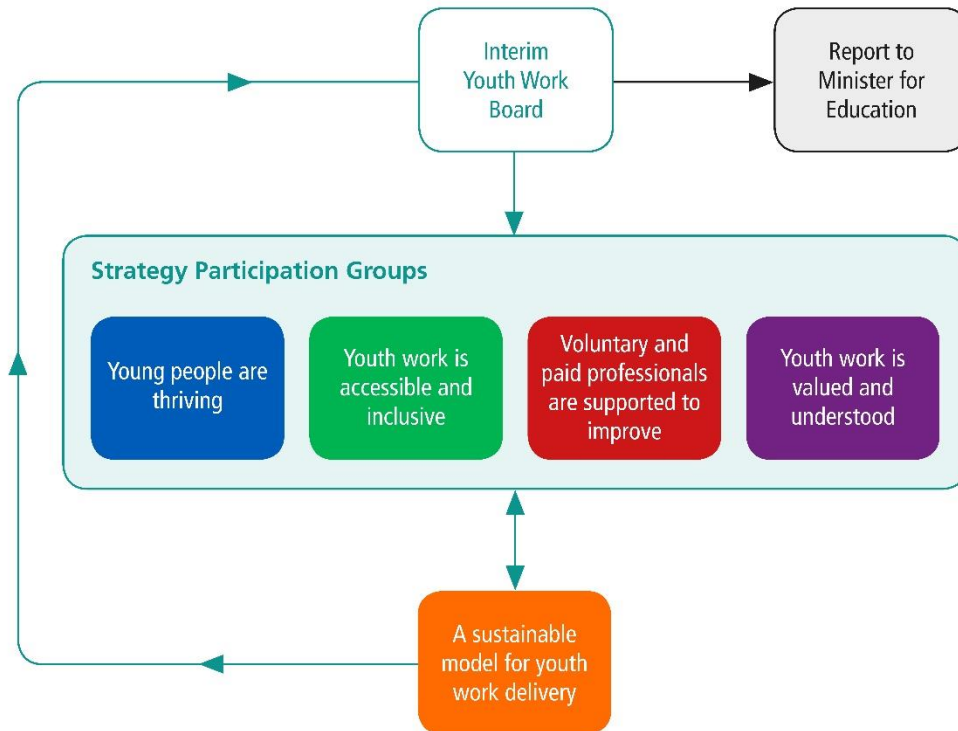 Interim
Youth Work
Board
Report to
Minister for
Education
Strategy Participation Groups
Young people are
thriving
Youth work is
accessible and
inclusive
Voluntary and
paid professionals
are supported to
improve
Youth work is
valued and
understood
A sustainable
model for youth
work delivery